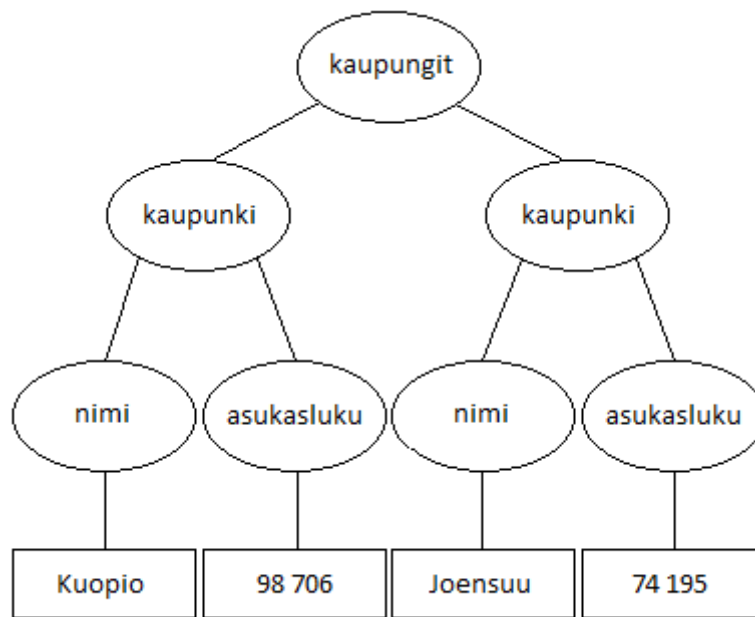 kaupungit
kaupunki kaupunki
nimi asukasluku nimi asukasluku
Kuopio 98 706 Joensuu 74 195